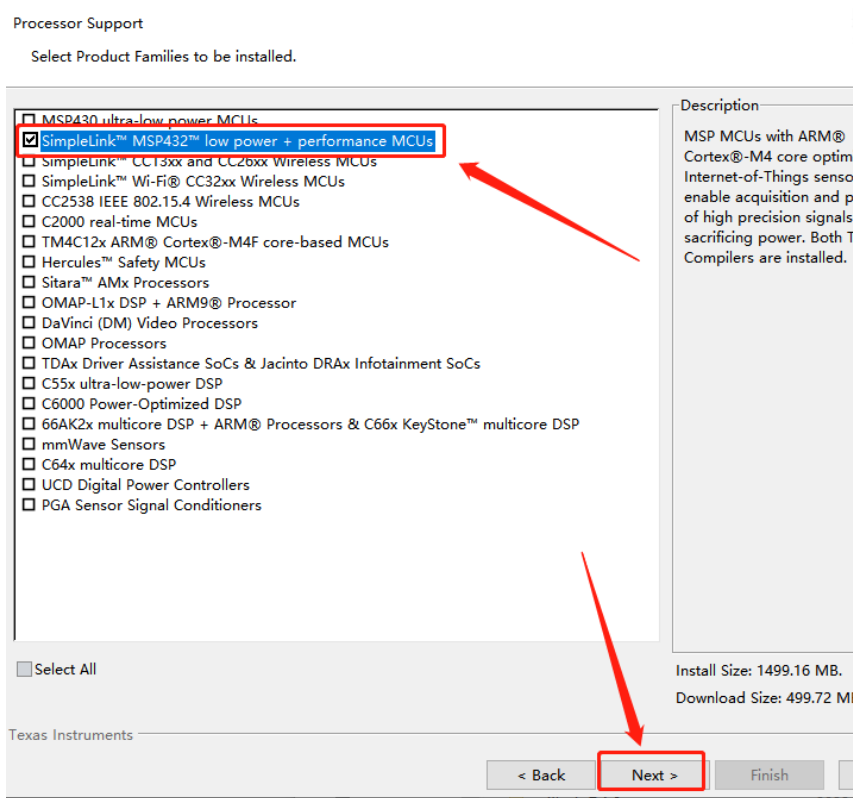 Processor Support
Select Product Families to be installed.
MSP430 ultra-low power MCUs
SimpleLink™ MSP432™ low power + performance MCUs
SimpleLink™ CC13xx and CC26xx Wireless MCUs
SimpleLink™ Wi-Fi® CC32xx Wireless MCUs
CC2538 IEEE 802.15.4 Wireless MCUs
C2000 real-time MCUs
TM4C12x ARM® Cortex®-M4F core-based MCUs
Hercules™ Safety MCUs
Sitara™ AMx Processors
OMAP-L1x DSP + ARM9® Processor
DaVinci (DM) Video Processors
OMAP Processors
TDAx Driver Assistance SoCs & Jacinto DRAx Infotainment SoCs
C55x ultra-low-power DSP
C6000 Power-Optimized DSP
66AK2x multicore DSP + ARM® Processors & C66x KeyStone™ multicore DSP
mmWave Sensors
C64x multicore DSP
UCD Digital Power Controllers
PGA Sensor Signal Conditioners
Select All
Description
MSP MCUs with ARM®
Cortex®-M4 core optim
Internet-of-Things senso
enable acquisition and p
of high precision signals
sacrificing power. Both T
Compilers are installed.
Install Size: 1499.16 MB.
Download Size: 499.72 M
Texas Instruments
< Back
Next >
Finish